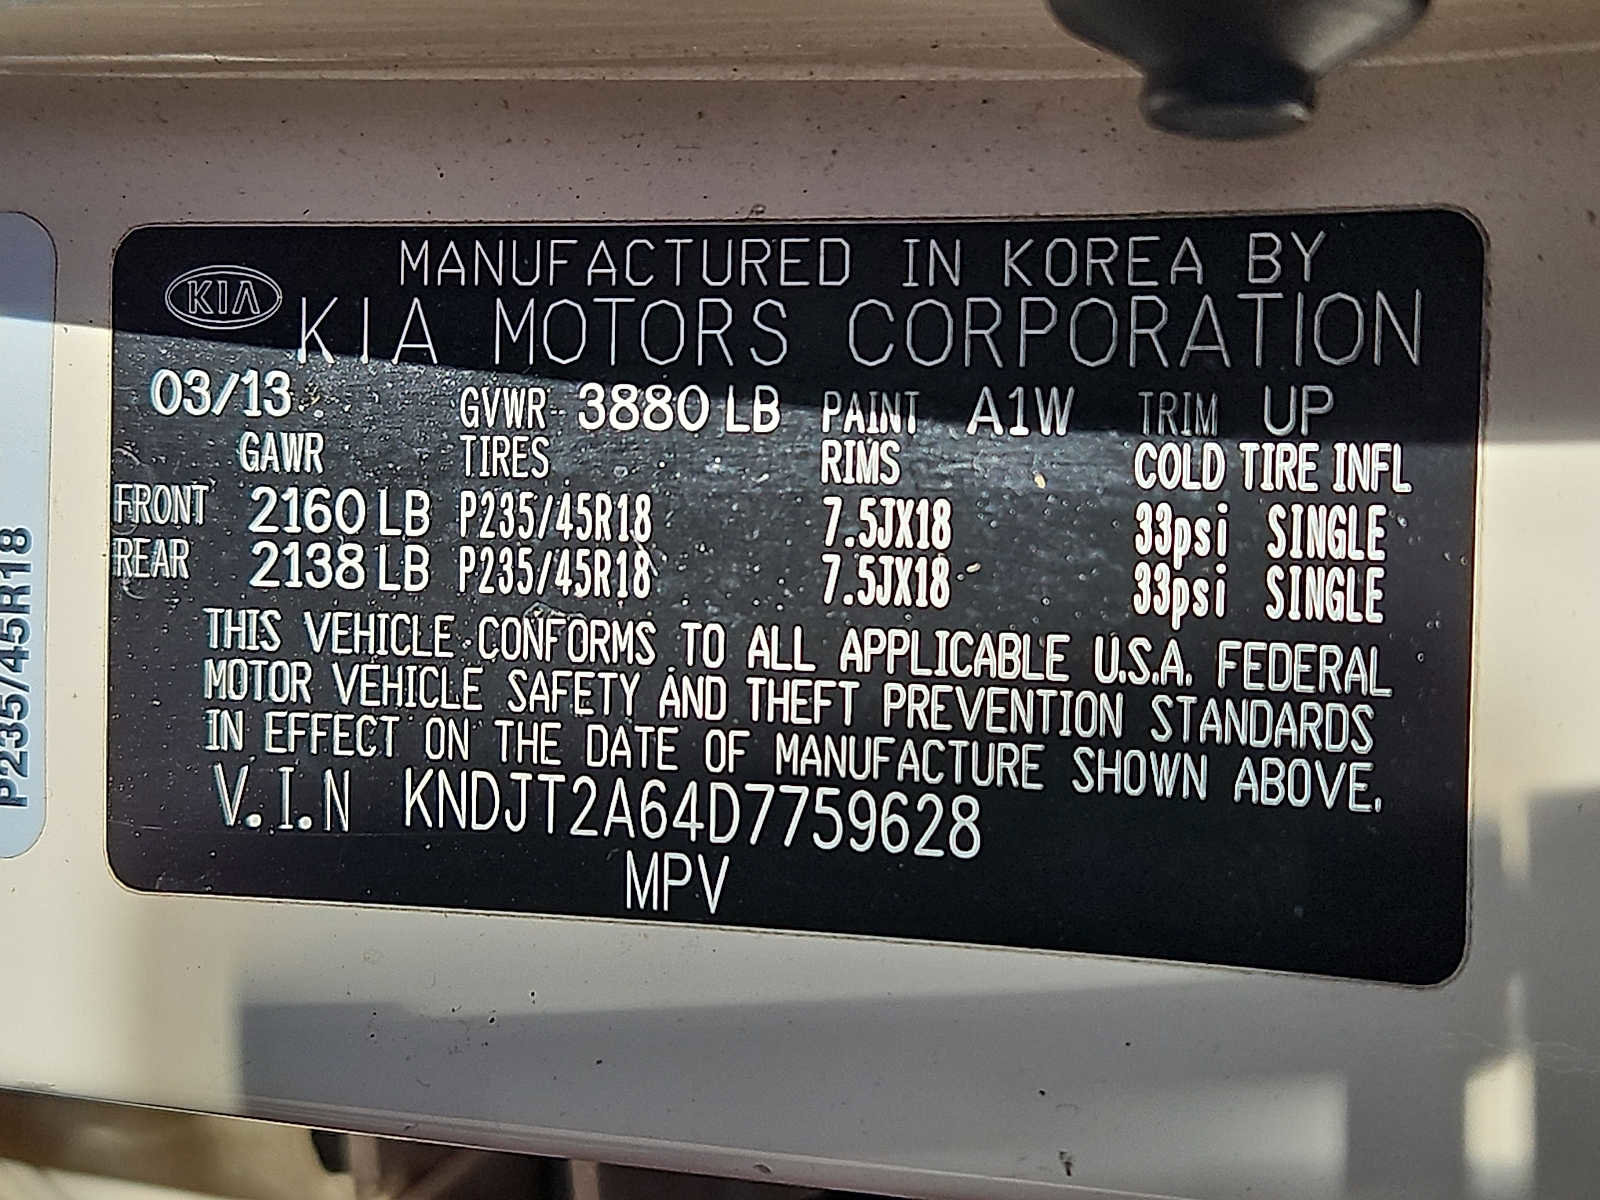 MANUFACTURED IN KOREA BY
KIA KIA MOTORS CORPORATION
03/13 GVWR 3880 LB PAINT A1W TRIM UP
GAWR TIRES RIMS COLD TIRE INFL
FRONT 2160 LB P235/45R18 7.5JX18 33psi SINGLE
REAR 2138 LB P235/45R18 7.5JX18 33psi SINGLE
THIS VEHICLE CONFORMS TO ALL APPLICABLE U.S.A. FEDERAL
MOTOR VEHICLE SAFETY AND THEFT PREVENTION STANDARDS
IN EFFECT ON THE DATE OF MANUFACTURE SHOWN ABOVE.
V.I.N KNDJT2A64D7759628
MPV
P235/45R18